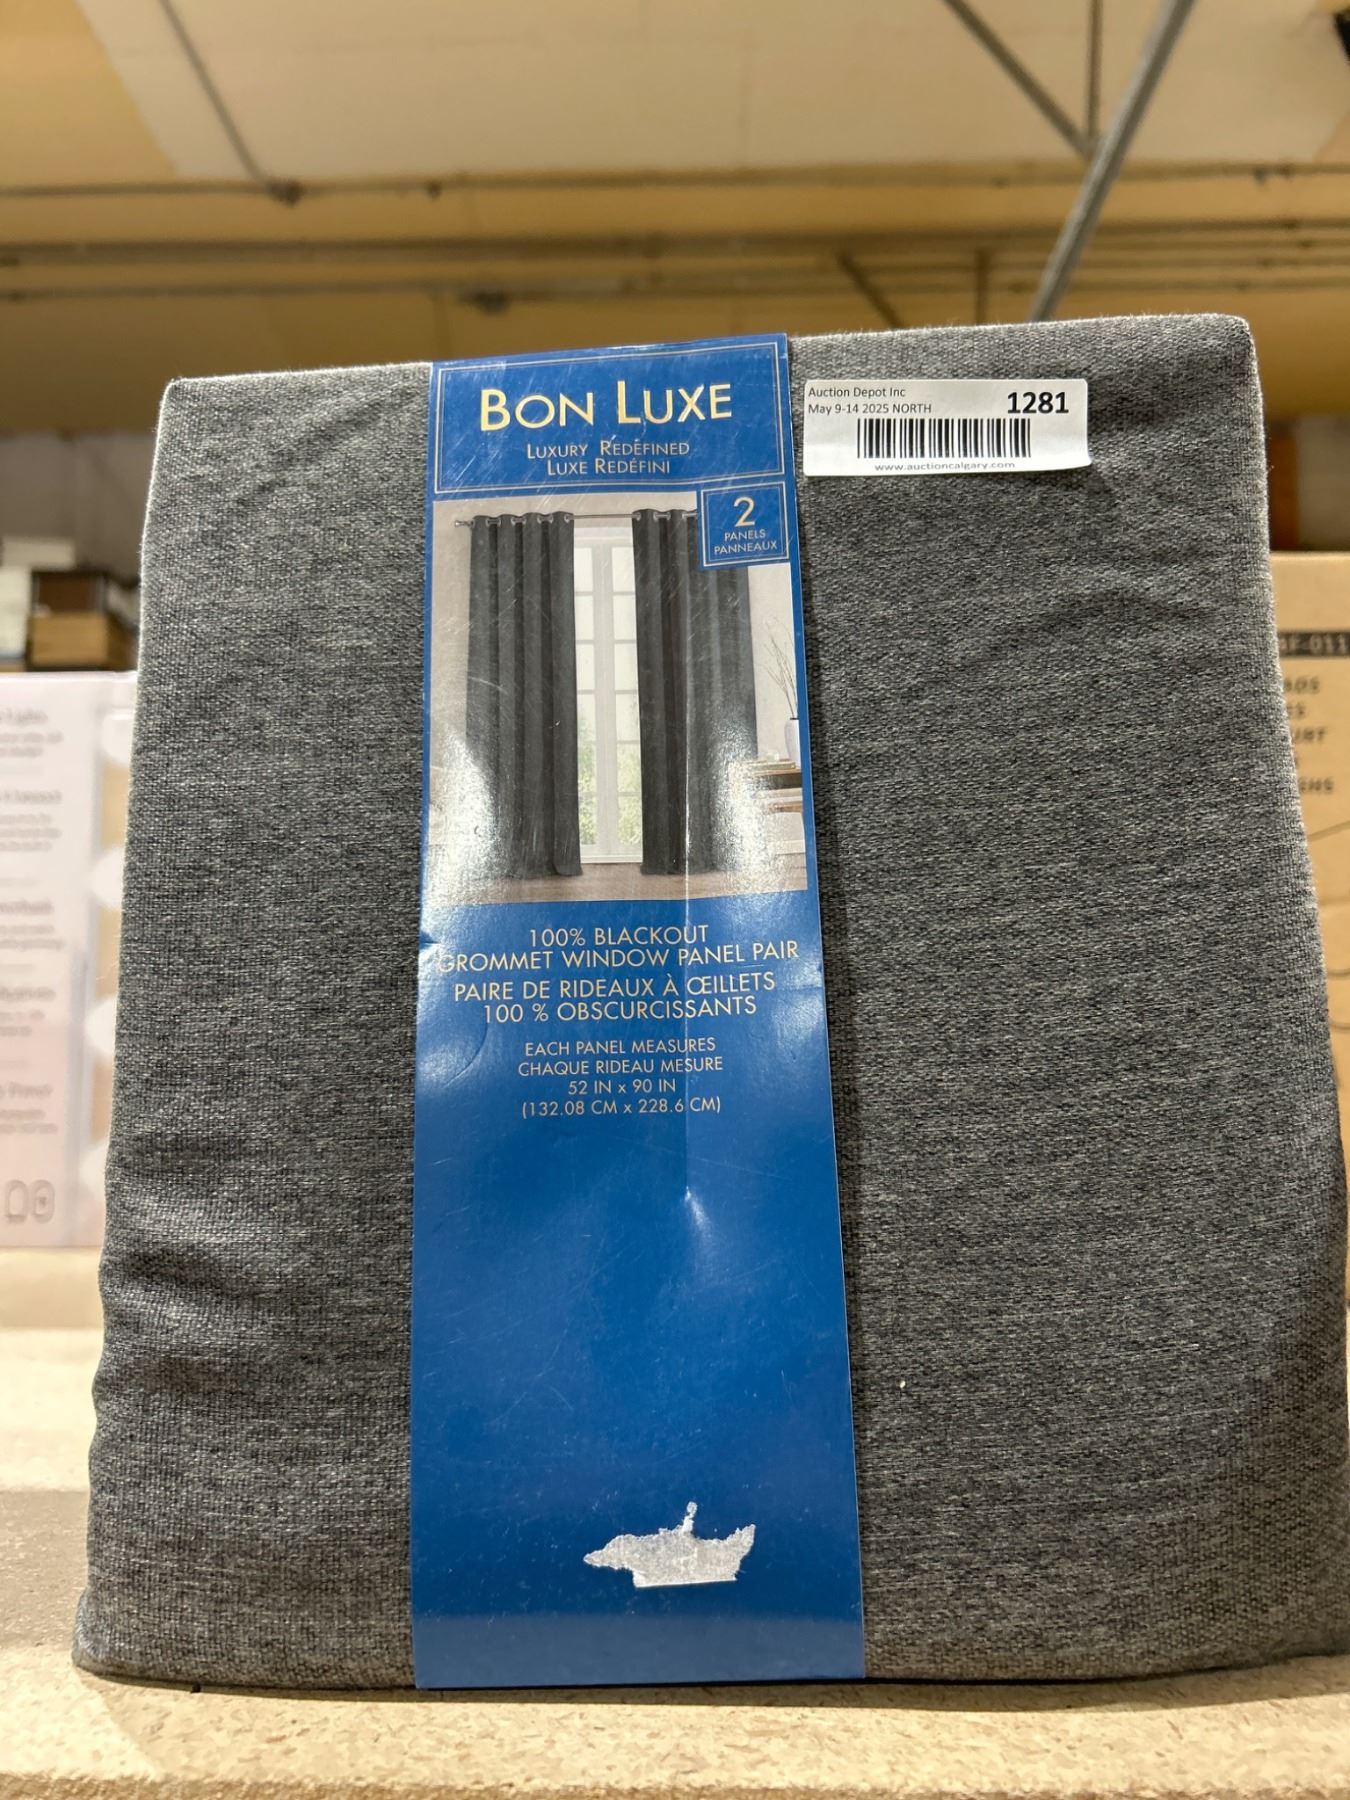 BON LUXE
LUXURY REDEFINED
LUXE REDÉFINI
Auction Depot Inc
May 9-14 2025 NORTH
1281
www.auctioncalgary.com
2
PANELS
PANNEAUX
100% BLACKOUT
GROMMET WINDOW PANEL PAIR
PAIRE DE RIDEAUX À ŒILLETS
100 % OBSCURCISSANTS
EACH PANEL MEASURES
CHAQUE RIDEAU MESURE
52 IN x 90 IN
(132.08 CM x 228.6 CM)